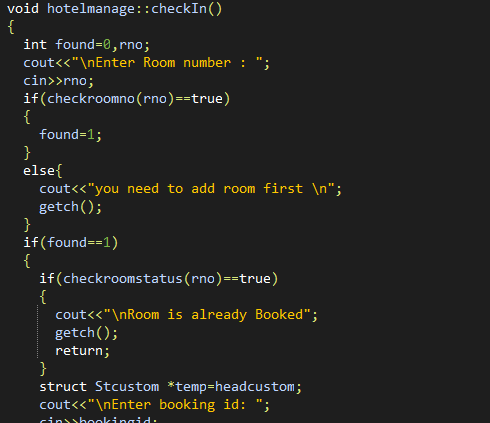 void hotelmanage::checkIn()
{
int found=0,rno;
cout<<"\nEnter Room number : ";
cin>>rno;
if(checkroomno(rno)==true)
{
found=1;
}
else{
cout<<"you need to add room first \n";
getch();
}
if(found==1)
{
if(checkroomstatus(rno)==true)
{
cout<<"\nRoom is already Booked";
getch();
return;
}
struct Stcustom *temp=headcustom;
cout<<"\nEnter booking id: ";
cin>>bookingid;